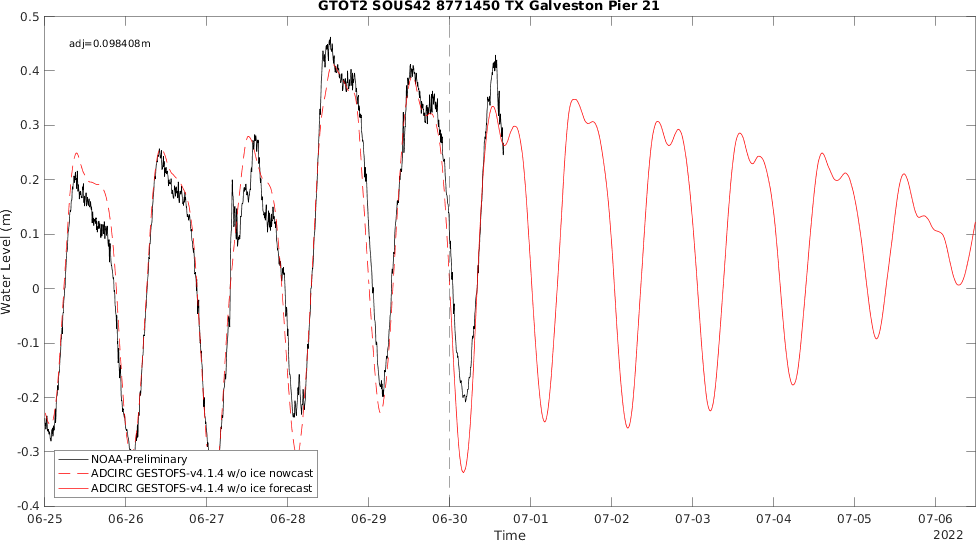 GTOT2 SOUS42 8771450 TX Galveston Pier 21
adj=0.098408m
0.5
0.4
0.3
0.2
0.1
0
-0.1
-0.2
-0.3
-0.4
Water Level (m)
NOAA-Preliminary
ADCIRC GESTOFS-v4.1.4 w/o ice nowcast
ADCIRC GESTOFS-v4.1.4 w/o ice forecast
06-25 06-26 06-27 06-28 06-29 06-30 07-01 07-02 07-03 07-04 07-05 07-06
Time
2022